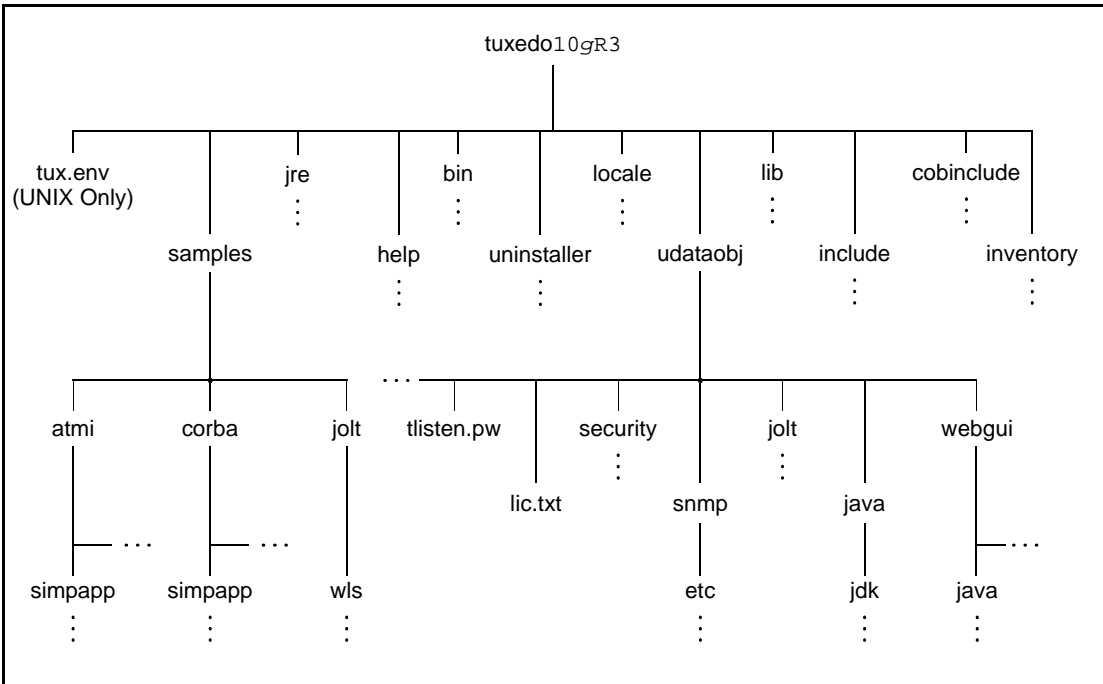 tuxedo10gR3
tux.env
(UNIX Only)
jre
bin
locale
lib
cobinclude
samples
help
uninstaller
udataobj
include
inventory
atmi
corba
jolt
tlisten.pw
security
jolt
webgui
lic.txt
snmp
java
simpapp
simpapp
wls
etc
jdk
java